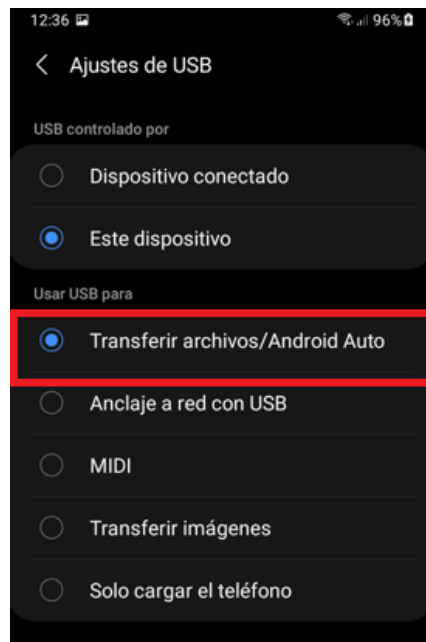 12:36 96%
Ajustes de USB
USB controlado por
Dispositivo conectado
Este dispositivo
Usar USB para
Transferir archivos/Android Auto
Anclaje a red con USB
MIDI
Transferir imágenes
Solo cargar el teléfono